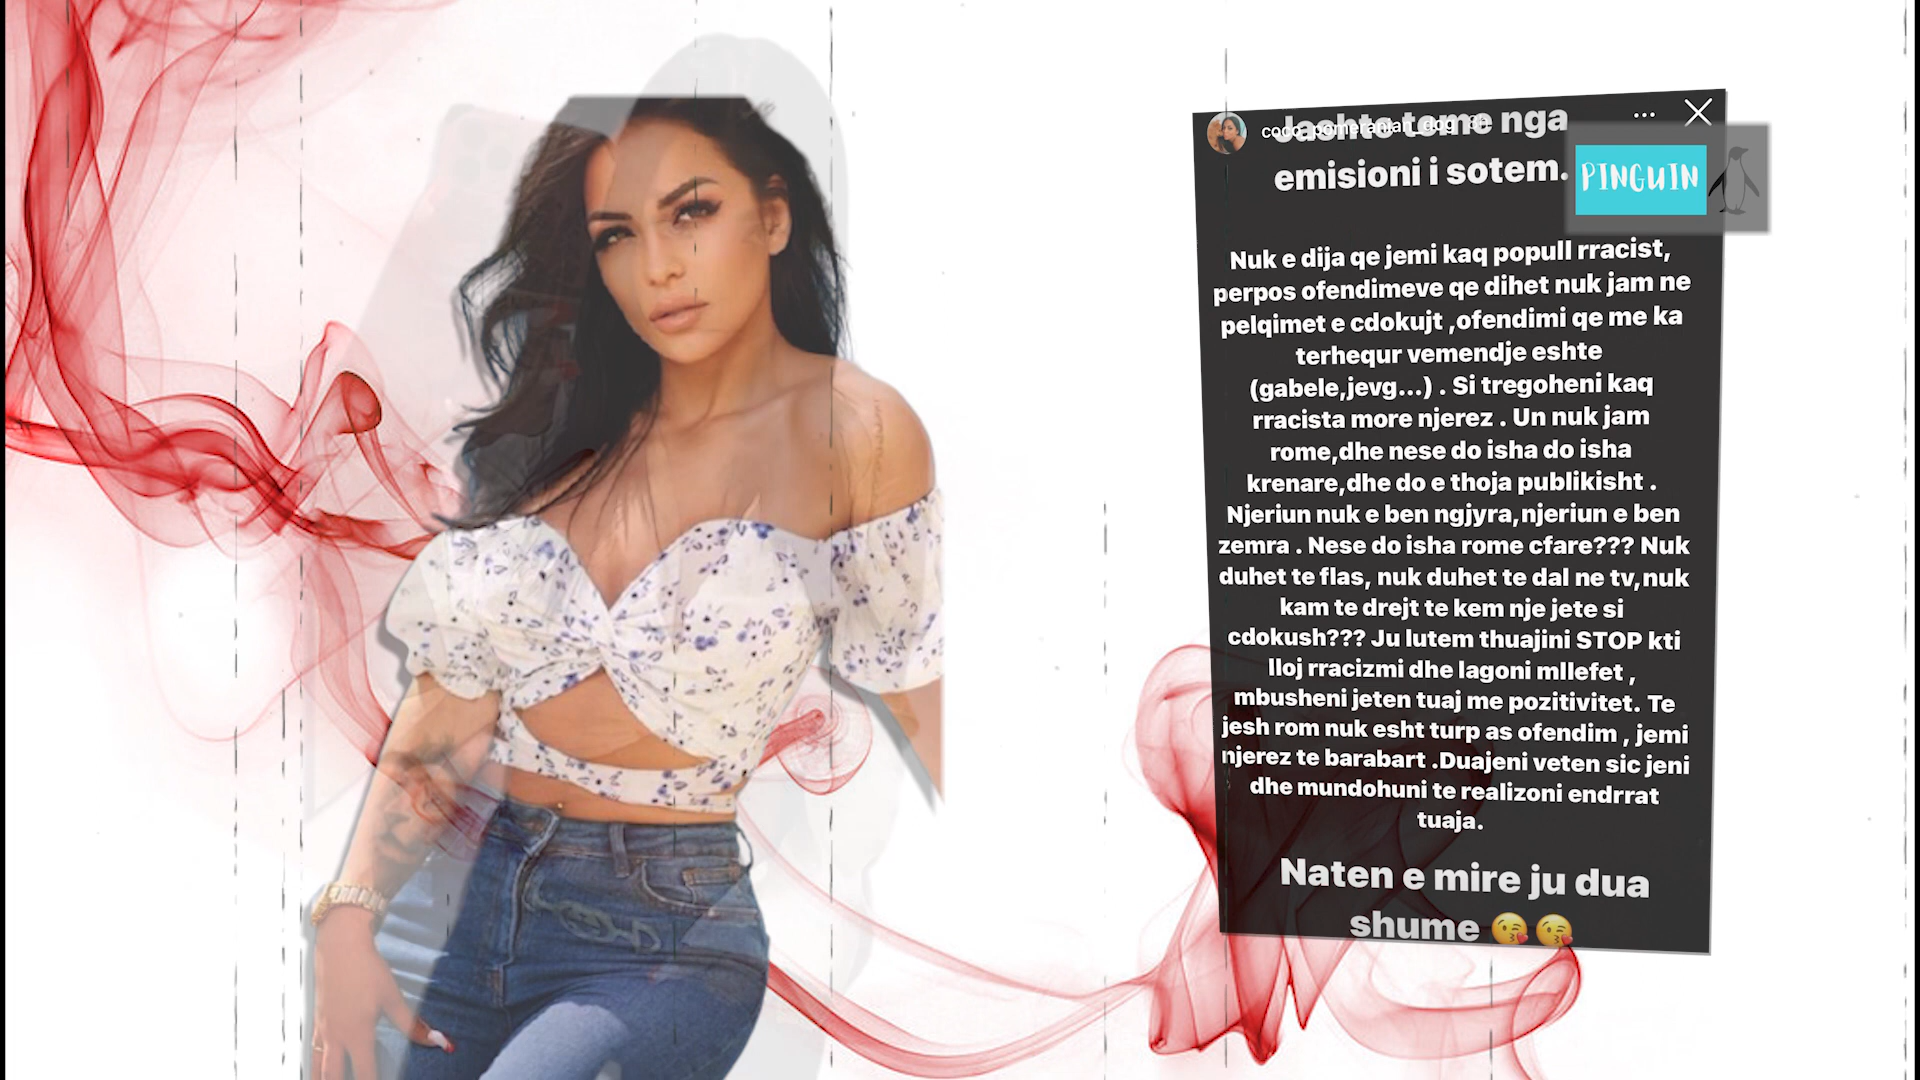 Jashte teme nga
emisioni i sotem.
PINGUIN
Nuk e dija qe jemi kaq popull rracist,
perpos ofendimeve qe dihet nuk jam ne
pelqimet e cdokujt ,ofendimi qe me ka
terhequr vemendje eshte
(gabele,jevg...) . Si tregoheni kaq
rracista more njerez . Un nuk jam
rome,dhe nese do isha do isha
krenare,dhe do e thoja publikisht .
Njeriun nuk e ben ngjyra,njeriun e ben
zemra . Nese do isha rome cfare??? Nuk
duhet te flas, nuk duhet te dal ne tv,nuk
kam te drejt te kem nje jete si
cdokush??? Ju lutem thuajini STOP kti
lloj rracizmi dhe lagoni mllefet ,
mbusheni jeten tuaj me pozitivitet. Te
jesh rom nuk esht turp as ofendim , jemi
njerez te barabart .Duajeni veten sic jeni
dhe mundohuni te realizoni endrrat
tuaja.
Naten e mire ju dua
shume 😘😘